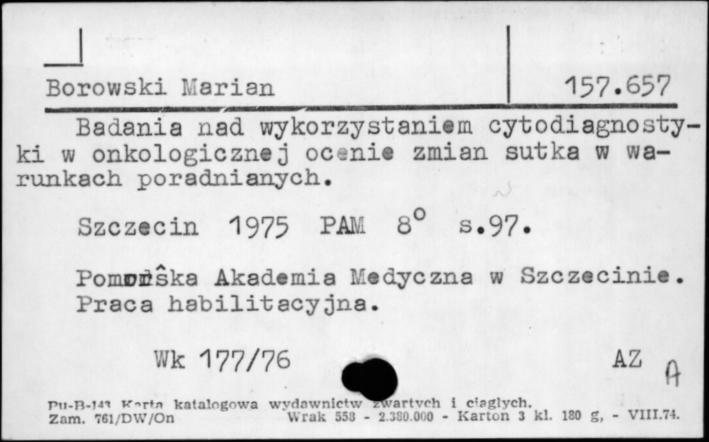 Borowski Marian 157.657
Badania nad wykorzystaniem cytodiagnosty-
ki w onkologicznej ocenie zmian sutka w wa-
runkach poradnianych.
Szczecin 1975 PAM 8° s.97.
Akademia Medyczna w Szczecinie.
Praca habilitacyjna.
Wk 177/76 AZ A
Pu-B-143 Karta katalogowa wydawnictw zwartych i ciągłych.
Zam. 761/DW/On Wrak 558 - 2.380.000 - Karton 3 kl. 180 g, - VIII.74.